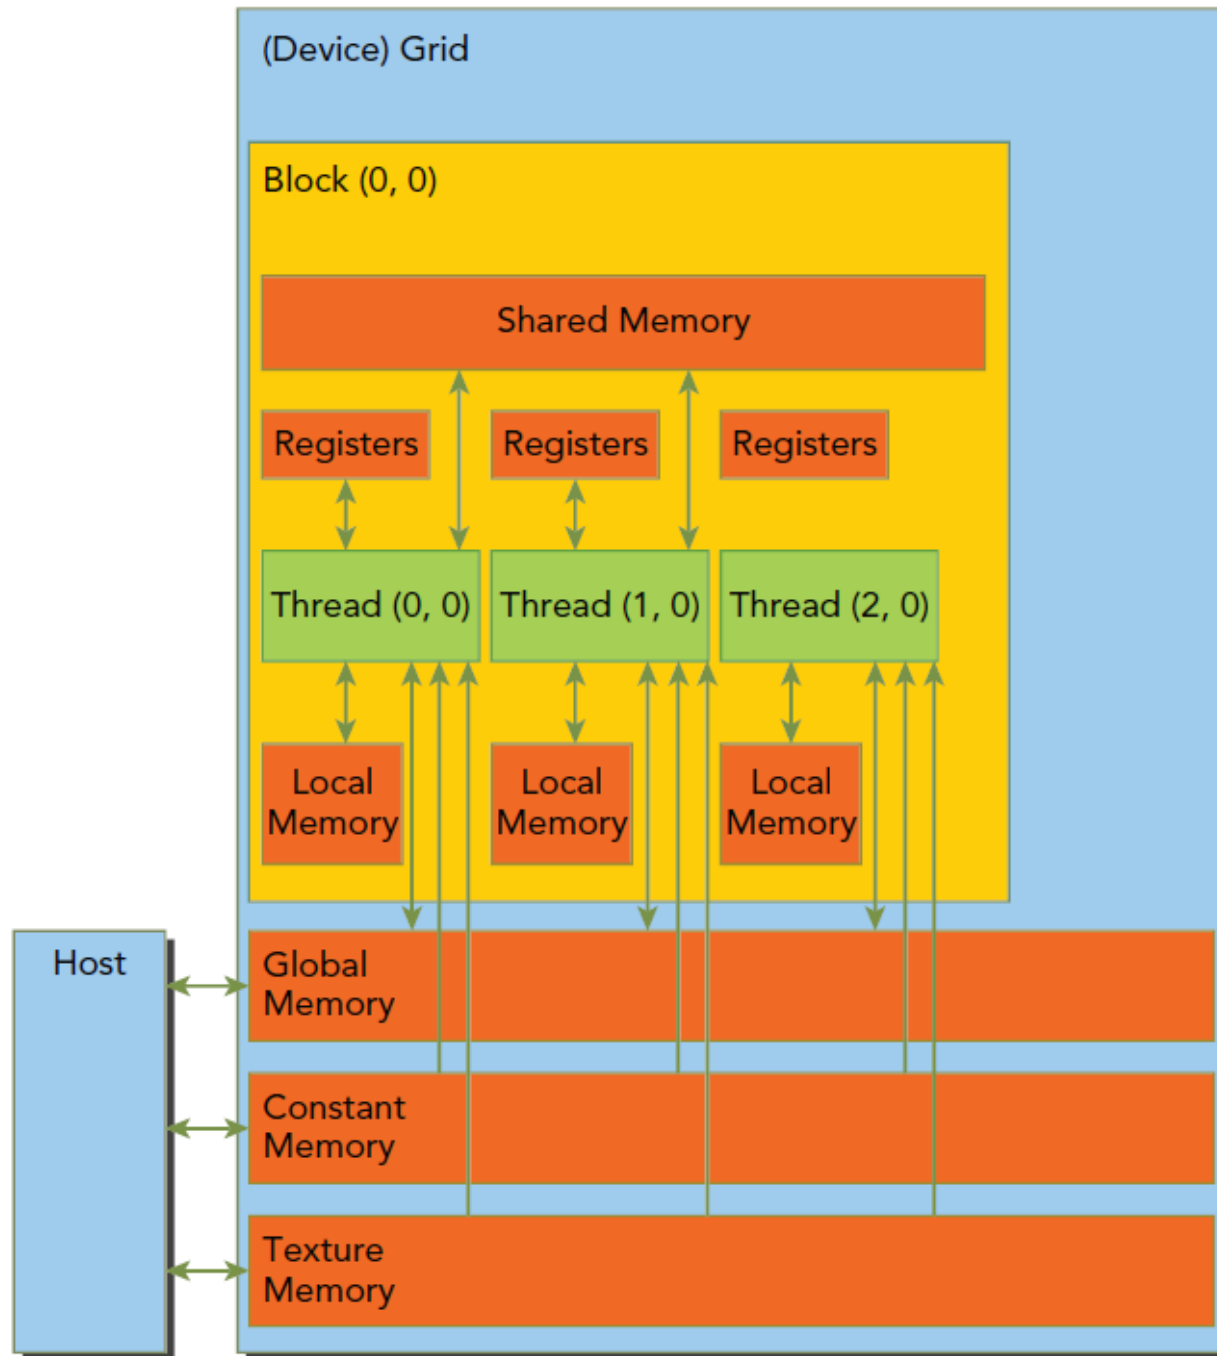 (Device) Grid
Block (0, 0)
Shared Memory
Registers
Registers
Registers
Thread (0, 0)
Thread (1, 0)
Thread (2, 0)
Local
Memory
Local
Memory
Local
Memory
Host
Global
Memory
Constant
Memory
Texture
Memory